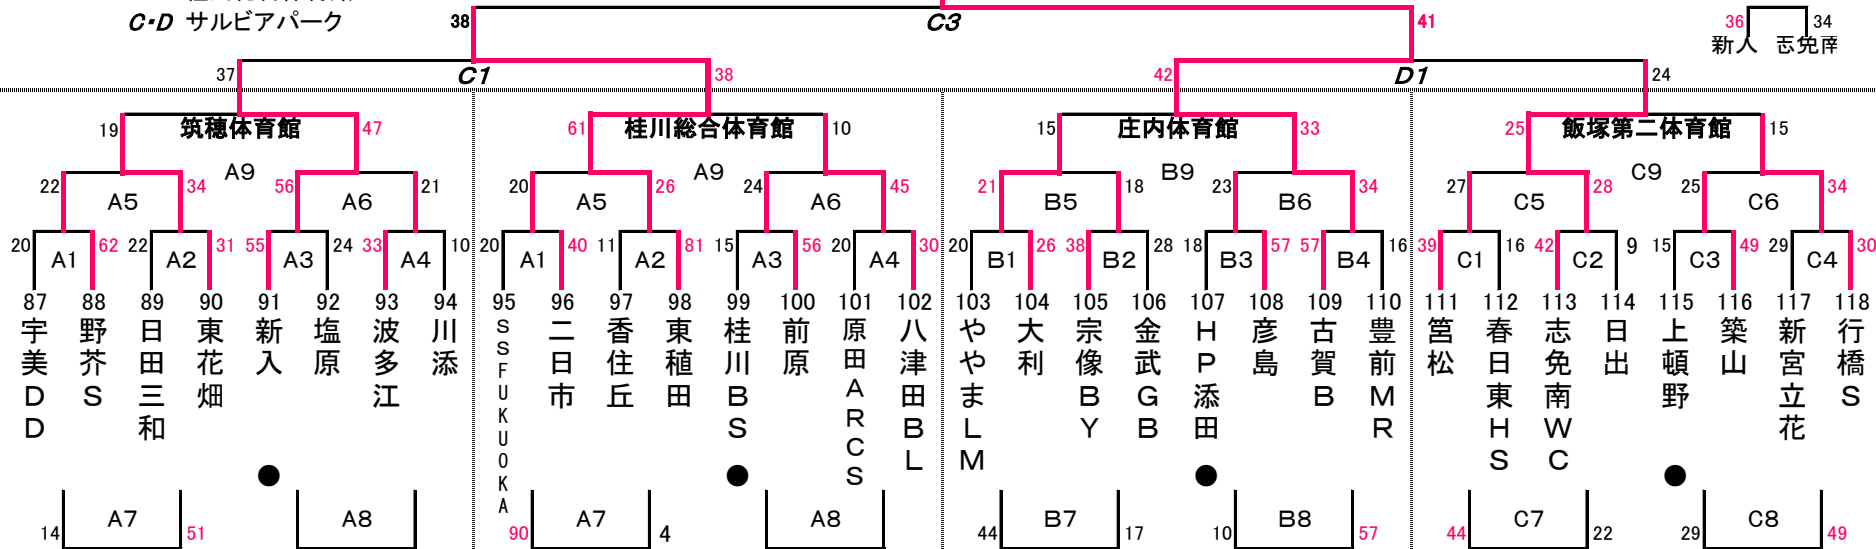 C・D サルビアパーク
38 C3 41
36 34
新人 志免南
37 C1 38 42 D1 24
19 筑穂体育館 47 61 桂川総合体育館 10 15 庄内体育館 33 25 飯塚第二体育館 15
A9 A9 B9 C9
22 A5 34 56 A6 21 20 A5 26 24 A6 45 21 B5 18 23 B6 34 27 C5 28 25 C6 34
20 A1 62 22 A2 31 55 A3 24 33 A4 10 20 A1 40 11 A2 81 15 A3 56 20 A4 30 20 B1 26 38 B2 28 18 B3 57 57 B4 16 39 C1 16 42 C2 9 15 C3 49 29 C4 30
87 88 89 90 91 92 93 94 95 96 97 98 99 100 101 102 103 104 105 106 107 108 109 110 111 112 113 114 115 116 117 118
宇美DD
野芥S
日田三和
東花畑
新入
塩原
波多江
川添
SSFUKUOKA
二日市
香住丘
東稙田
桂川BS
前原
原田ARCS
八津田BL
ややまLM
大利
宗像BY
金武GB
HP添田
彦島
古賀B
豊前MR
筥松
春日東HS
志免南WC
日出
上頓野
築山
新宮立花
行橋S
● ● ● ●
14 A7 51 A8 90 A7 4 A8 44 B7 17 10 B8 57 44 C7 22 29 C8 49